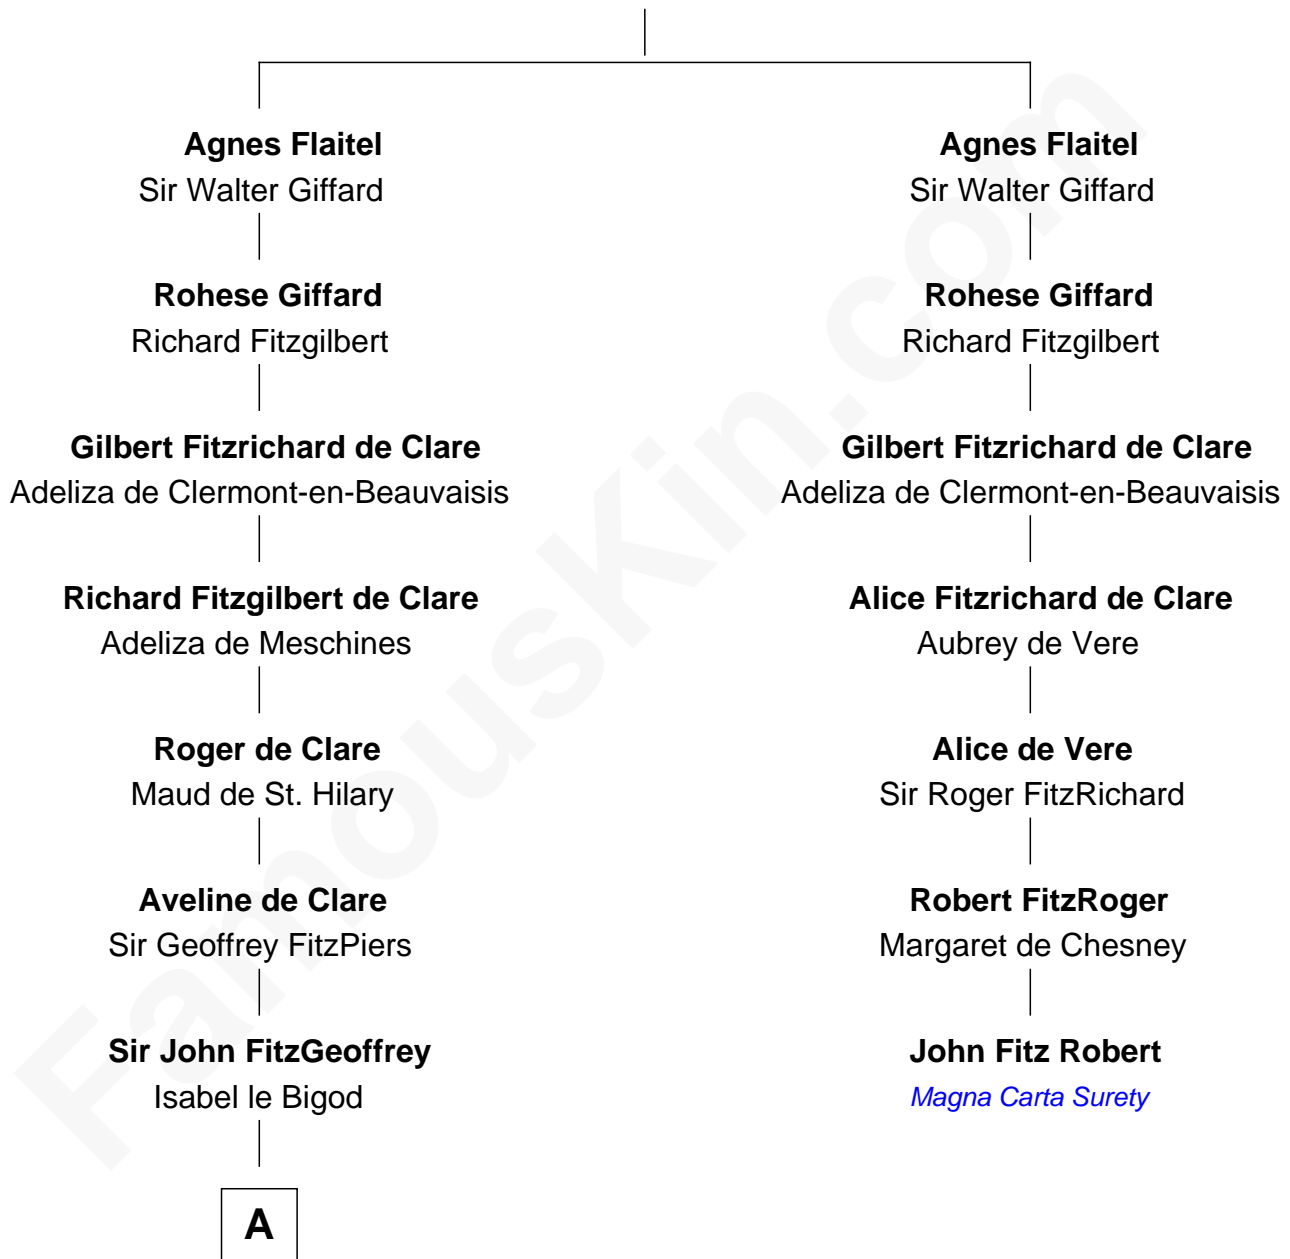 Agnes Flaitel
Sir Walter Giffard
Rohese Giffard
Richard Fitzgilbert
Gilbert Fitzrichard de Clare
Adeliza de Clermont-en-Beauvaisis
Richard Fitzgilbert de Clare
Adeliza de Meschines
Roger de Clare
Maud de St. Hilary
Aveline de Clare
Sir Geoffrey FitzPiers
Sir John FitzGeoffrey
Isabel le Bigod
A
Agnes Flaitel
Sir Walter Giffard
Rohese Giffard
Richard Fitzgilbert
Gilbert Fitzrichard de Clare
Adeliza de Clermont-en-Beauvaisis
Alice Fitzrichard de Clare
Aubrey de Vere
Alice de Vere
Sir Roger FitzRichard
Robert FitzRoger
Margaret de Chesney
John Fitz Robert
Magna Carta Surety
FamousKin.com